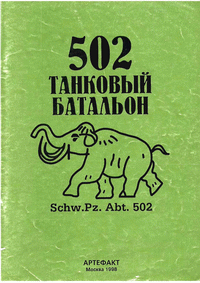 502
ТАНКОВЫЙ
БАТАЛЬОН
Schw.Pz. Abt. 502
АРТЕФАКТ
Москва 1998